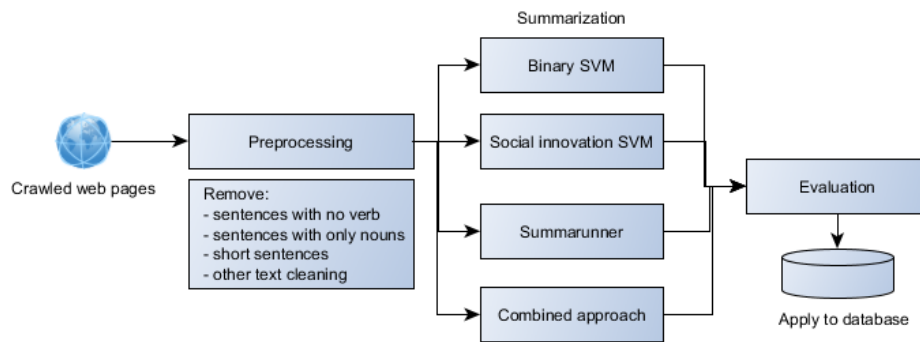 Summarization
Binary SVM
Social innovation SVM
Summarunner
Combined approach
Crawled web pages
Preprocessing
Remove:
- sentences with no verb
- sentences with only nouns
- short sentences
- other text cleaning
Evaluation
Apply to database